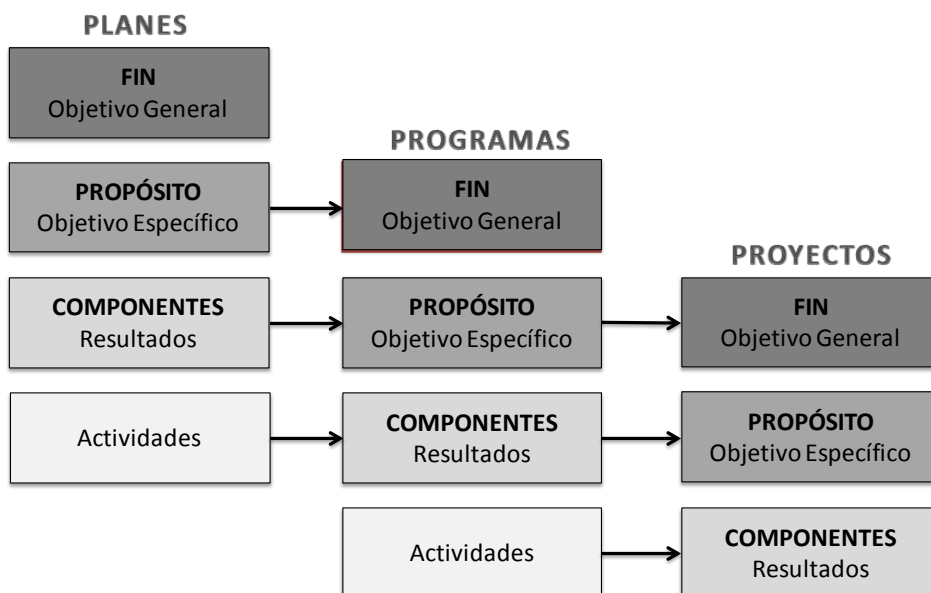 PLANES
FIN
Objetivo General
PROPÓSITO
Objetivo Específico
COMPONENTES
Resultados
Actividades
PROGRAMAS
FIN
Objetivo General
PROPÓSITO
Objetivo Específico
COMPONENTES
Resultados
Actividades
PROYECTOS
FIN
Objetivo General
PROPÓSITO
Objetivo Específico
COMPONENTES
Resultados